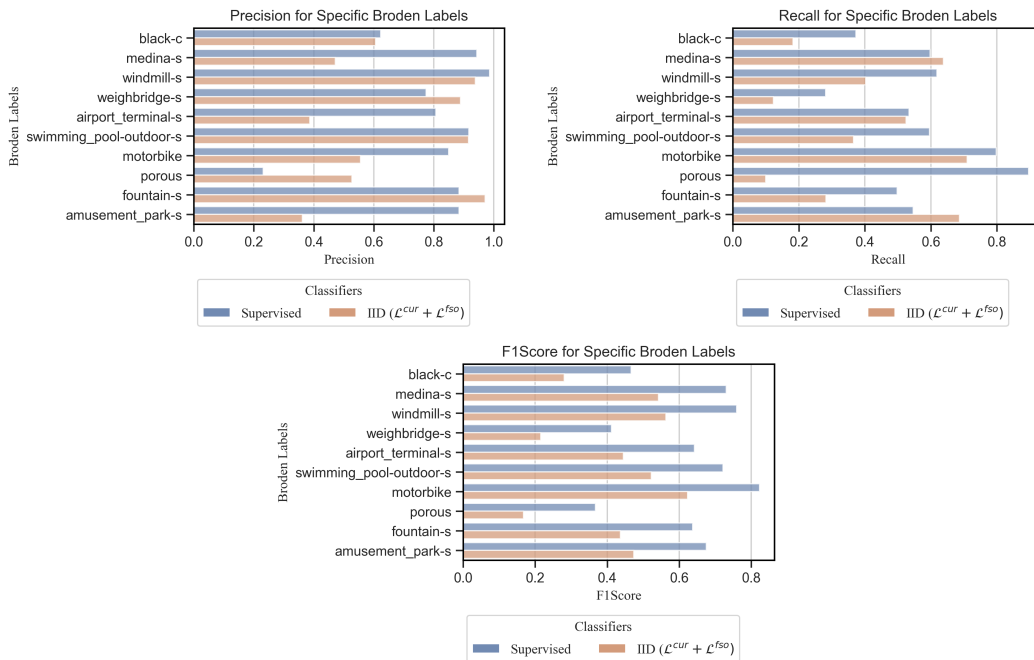 Precision for Specific Broden Labels
Broden Labels
black-c
medina-s
windmill-s
weighbridge-s
airport_terminal-s
swimming_pool-outdoor-s
motorbike
porous
fountain-s
amusement_park-s
0.0 0.2 0.4 0.6 0.8 1.0
Precision
Classifiers
Supervised IID (ℒ^cur + ℒ^fso)
Recall for Specific Broden Labels
Broden Labels
black-c
medina-s
windmill-s
weighbridge-s
airport_terminal-s
swimming_pool-outdoor-s
motorbike
porous
fountain-s
amusement_park-s
0.0 0.2 0.4 0.6 0.8
Recall
Classifiers
Supervised IID (ℒ^cur + ℒ^fso)
F1Score for Specific Broden Labels
Broden Labels
black-c
medina-s
windmill-s
weighbridge-s
airport_terminal-s
swimming_pool-outdoor-s
motorbike
porous
fountain-s
amusement_park-s
0.0 0.2 0.4 0.6 0.8
F1Score
Classifiers
Supervised IID (ℒ^cur + ℒ^fso)